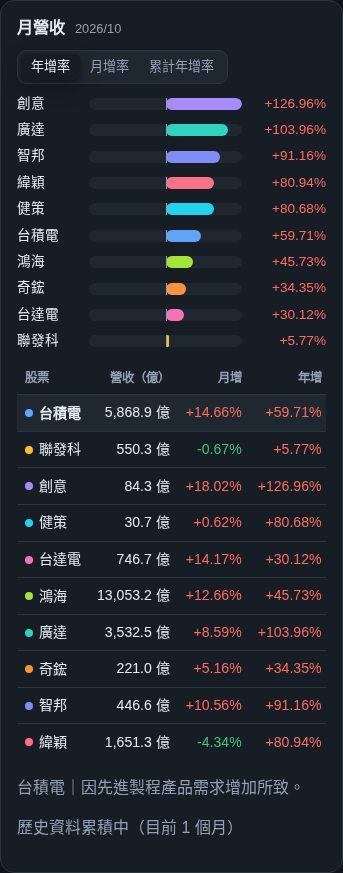 月營收 2026/10
年增率 月增率 累計年增率
創意 +126.96%
廣達 +103.96%
智邦 +91.16%
緯穎 +80.94%
健策 +80.68%
台積電 +59.71%
鴻海 +45.73%
奇鋐 +34.35%
台達電 +30.12%
聯發科 +5.77%
股票 營收（億） 月增 年增
台積電 5,868.9 億 +14.66% +59.71%
聯發科 550.3 億 -0.67% +5.77%
創意 84.3 億 +18.02% +126.96%
健策 30.7 億 +0.62% +80.68%
台達電 746.7 億 +14.17% +30.12%
鴻海 13,053.2 億 +12.66% +45.73%
廣達 3,532.5 億 +8.59% +103.96%
奇鋐 221.0 億 +5.16% +34.35%
智邦 446.6 億 +10.56% +91.16%
緯穎 1,651.3 億 -4.34% +80.94%
台積電｜因先進製程產品需求增加所致。
歷史資料累積中（目前 1 個月）